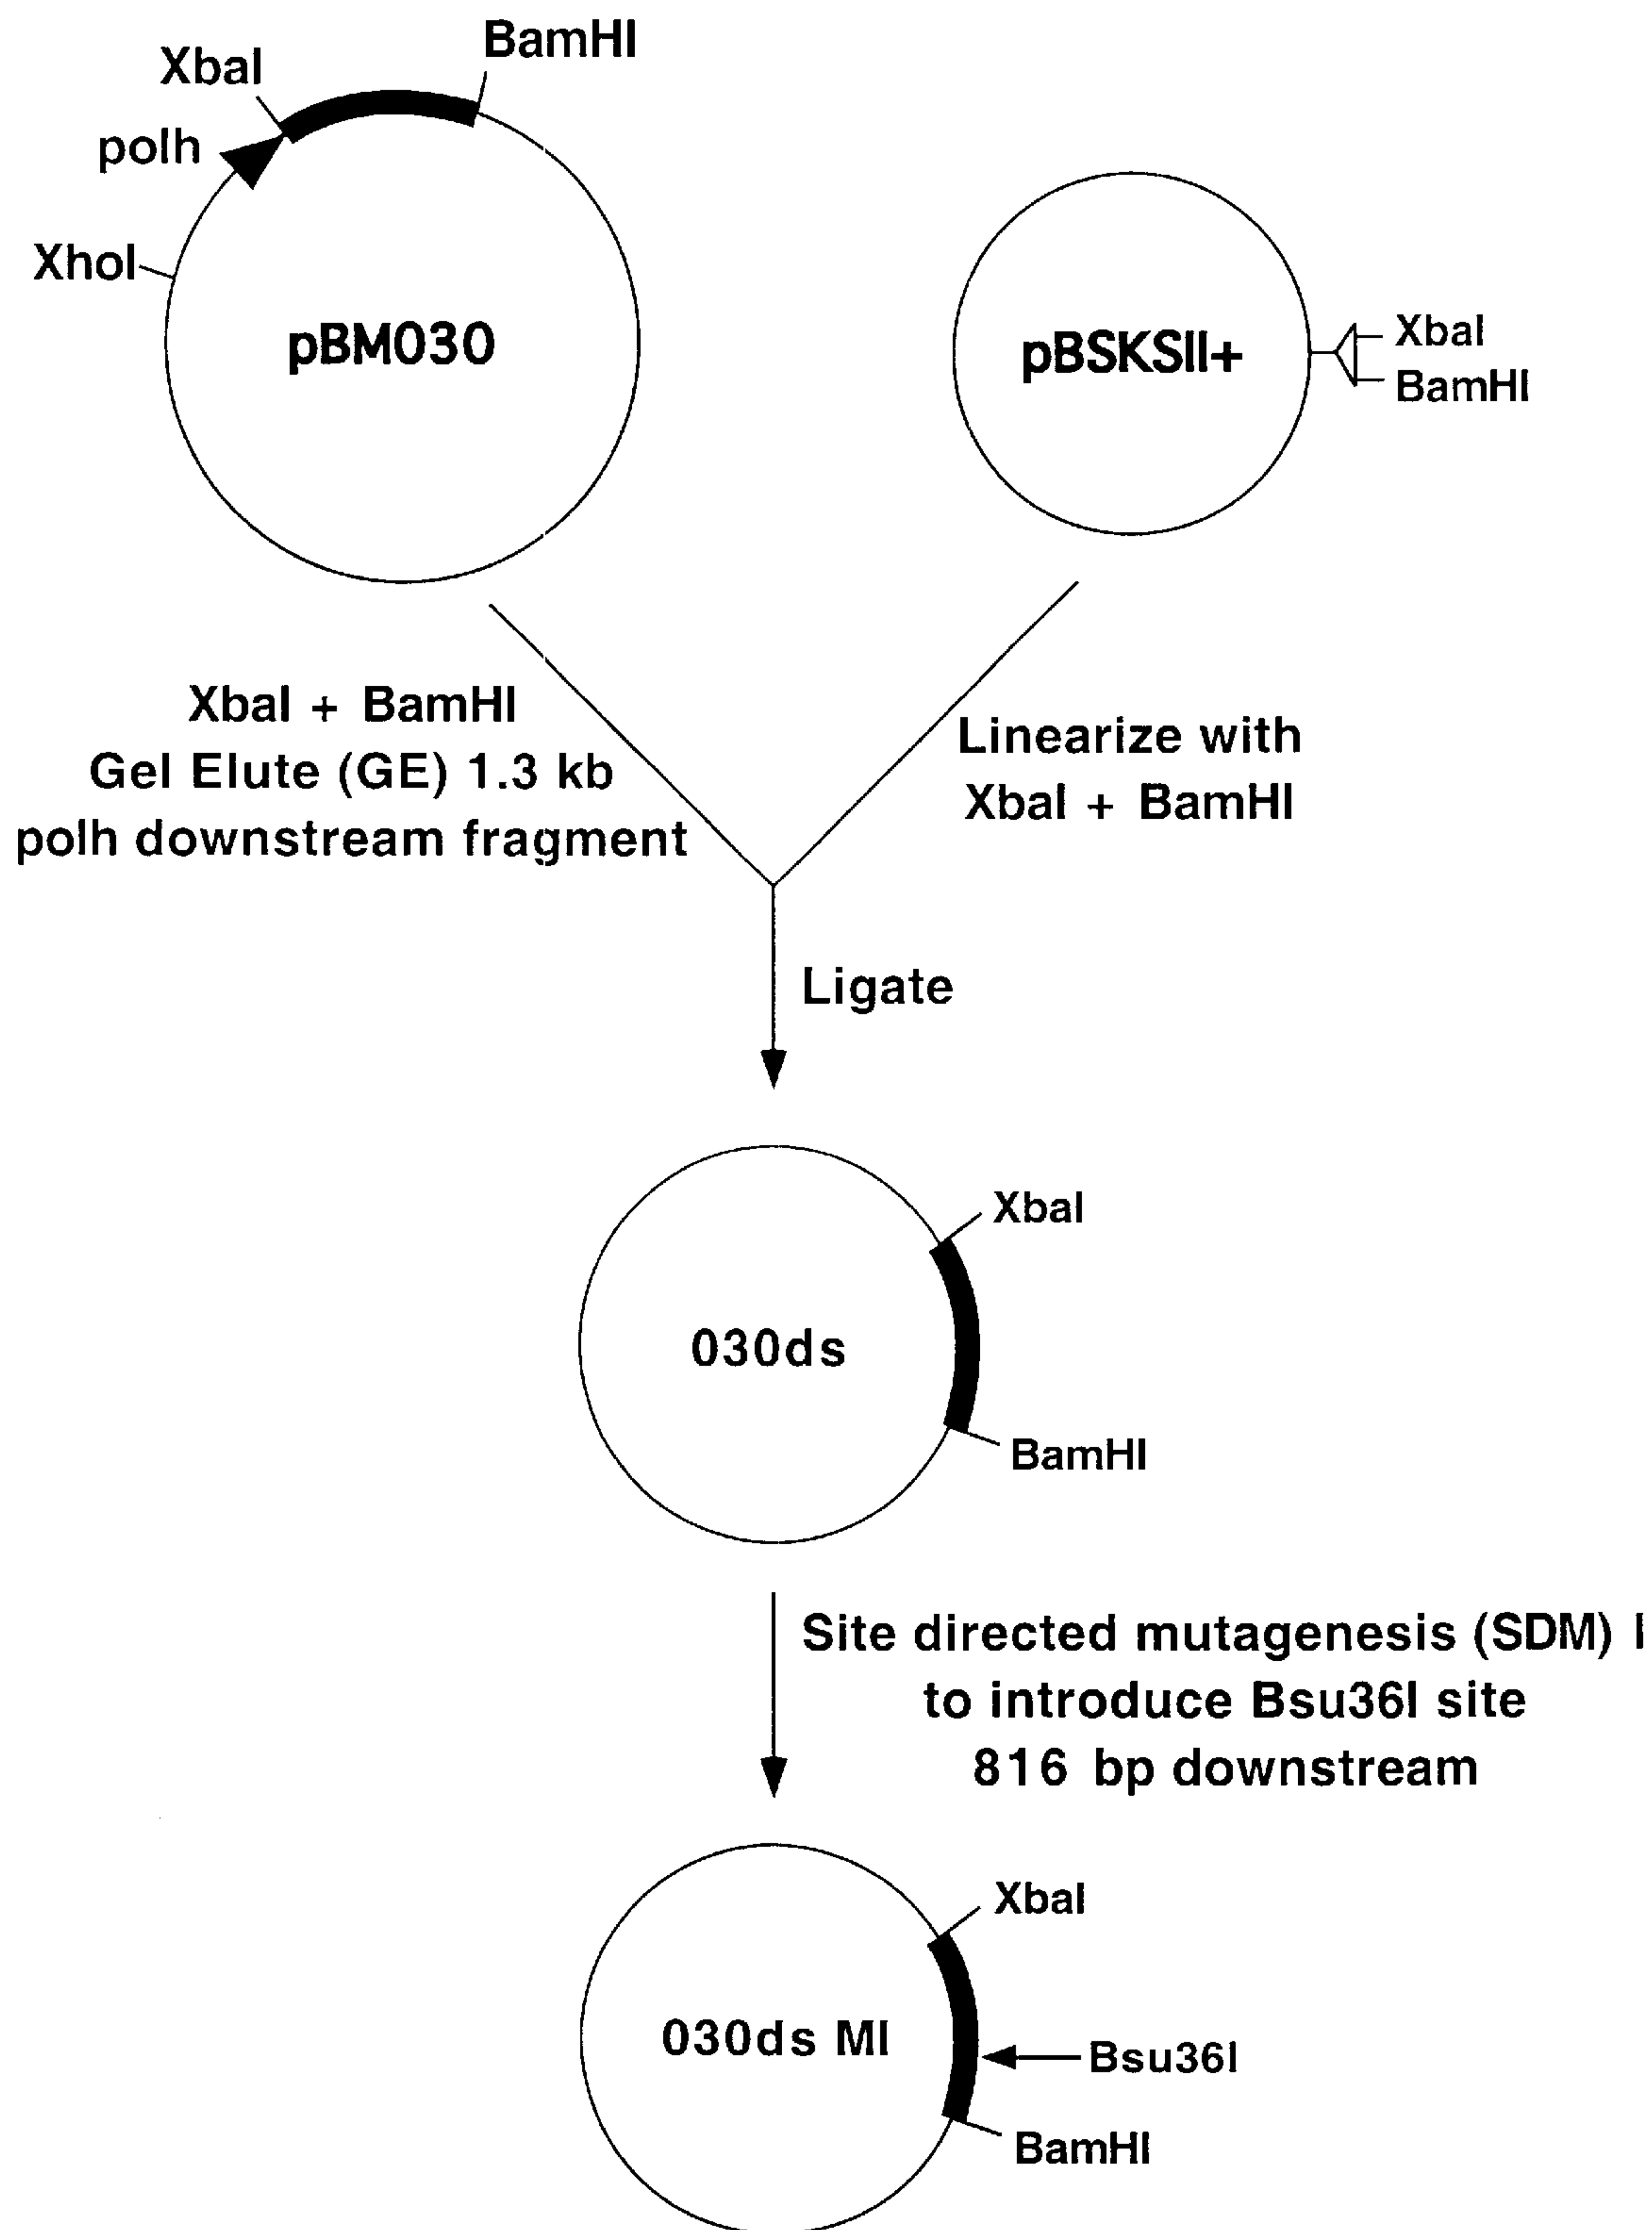 XbaI
BamHI
polh
XhoI
pBM030
pBSKSII+
XbaI
BamHI
XbaI + BamHI
Gel Elute (GE) 1.3 kb
polh downstream fragment
Linearize with
XbaI + BamHI
Ligate
XbaI
030ds
BamHI
Site directed mutagenesis (SDM) I
to introduce Bsu36I site
816 bp downstream
XbaI
030ds MI
Bsu36I
BamHI